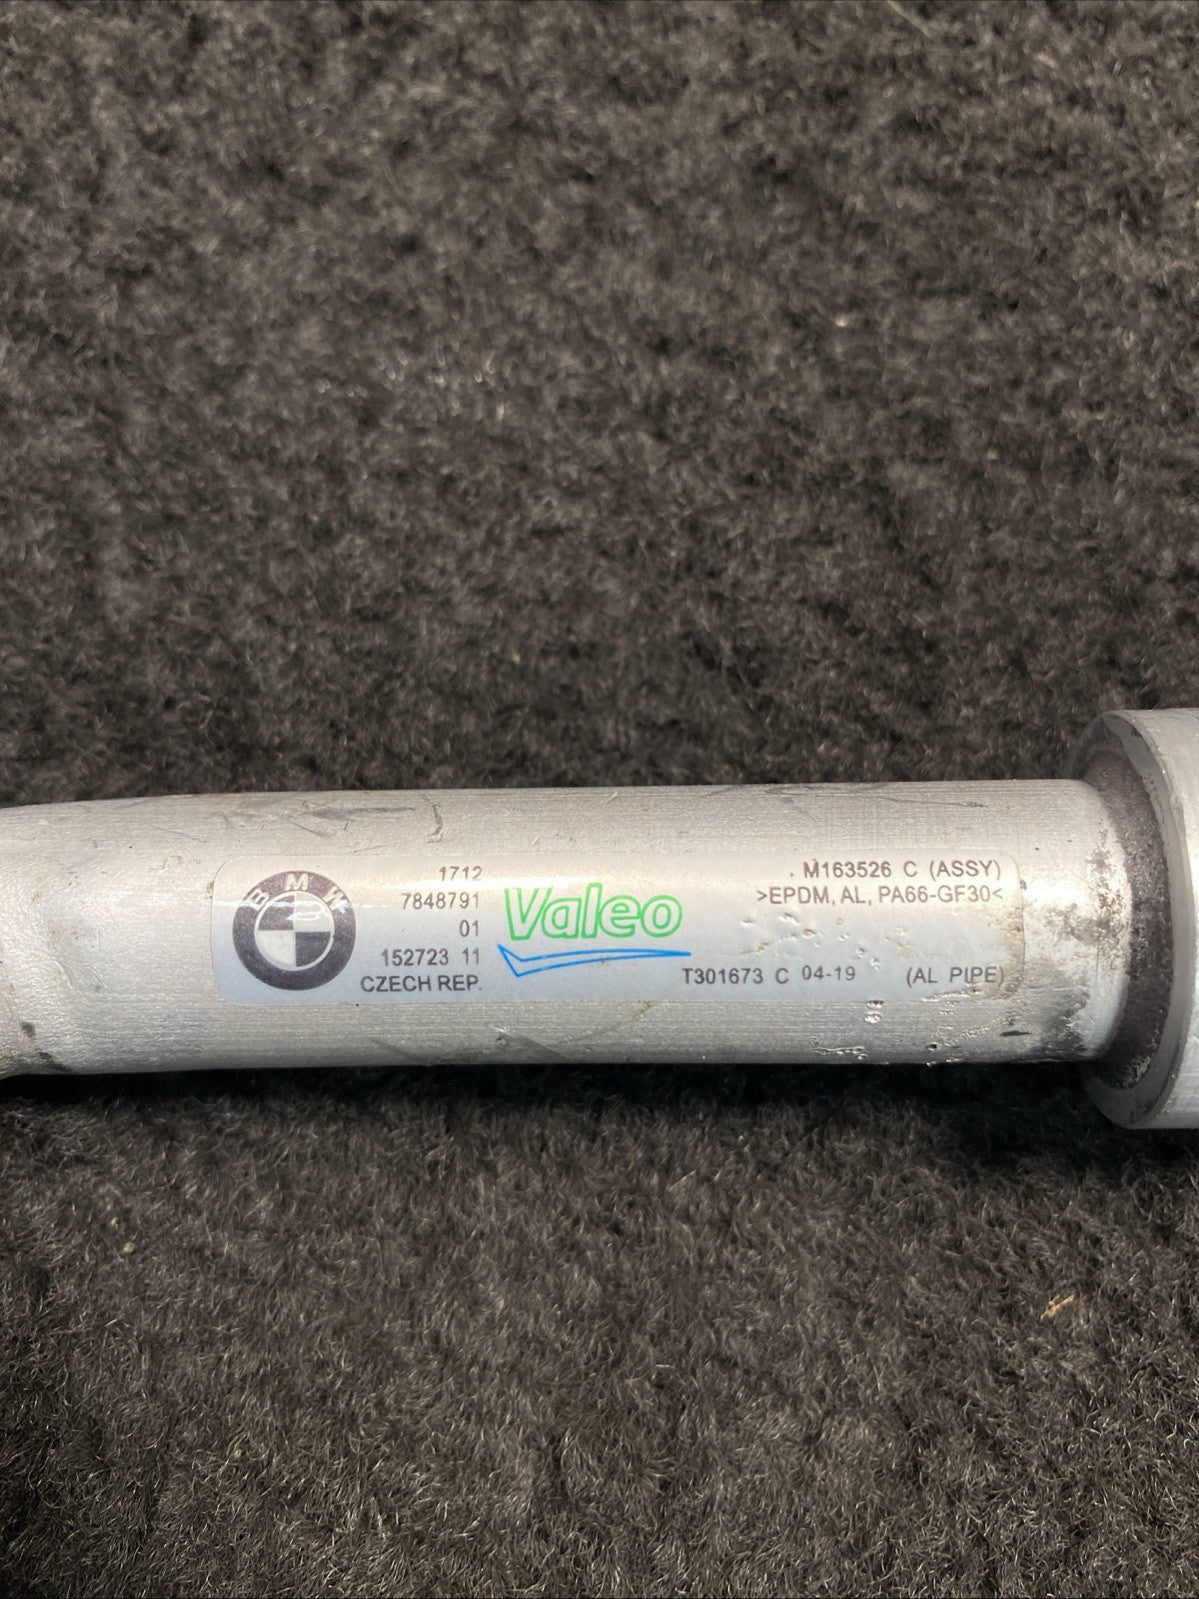 BMW
1712
7848791
01
152723 11
CZECH REP.
Valeo
M163526 C (ASSY)
>EPDM, AL, PA66-GF30<
T301673 C 04-19 (AL PIPE)